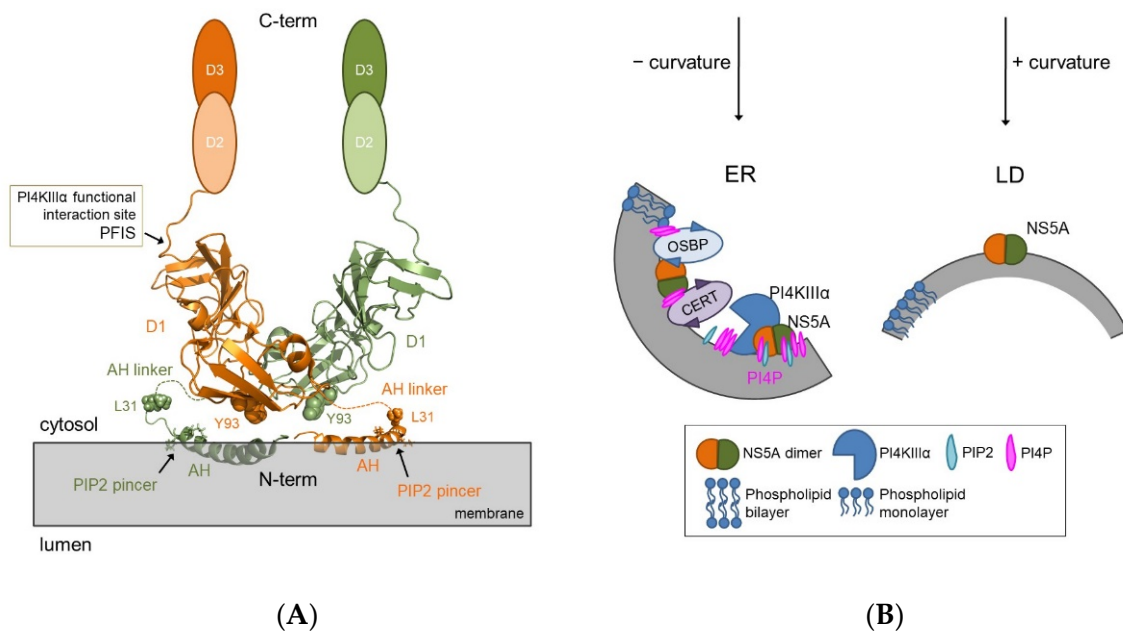 C-term
D3
D3
D2
D2
PI4KIIIα functional
interaction site
PFIS
D1
D1
AH linker
AH linker
L31
L31
Y93
Y93
cytosol
AH
AH
N-term
PIP2 pincer
PIP2 pincer
membrane
lumen
(A)
− curvature
+ curvature
ER
LD
OSBP
CERT
PI4KIIIα
NS5A
PI4P
NS5A
NS5A dimer
PI4KIIIα
PIP2
PI4P
Phospholipid
bilayer
Phospholipid
monolayer
(B)